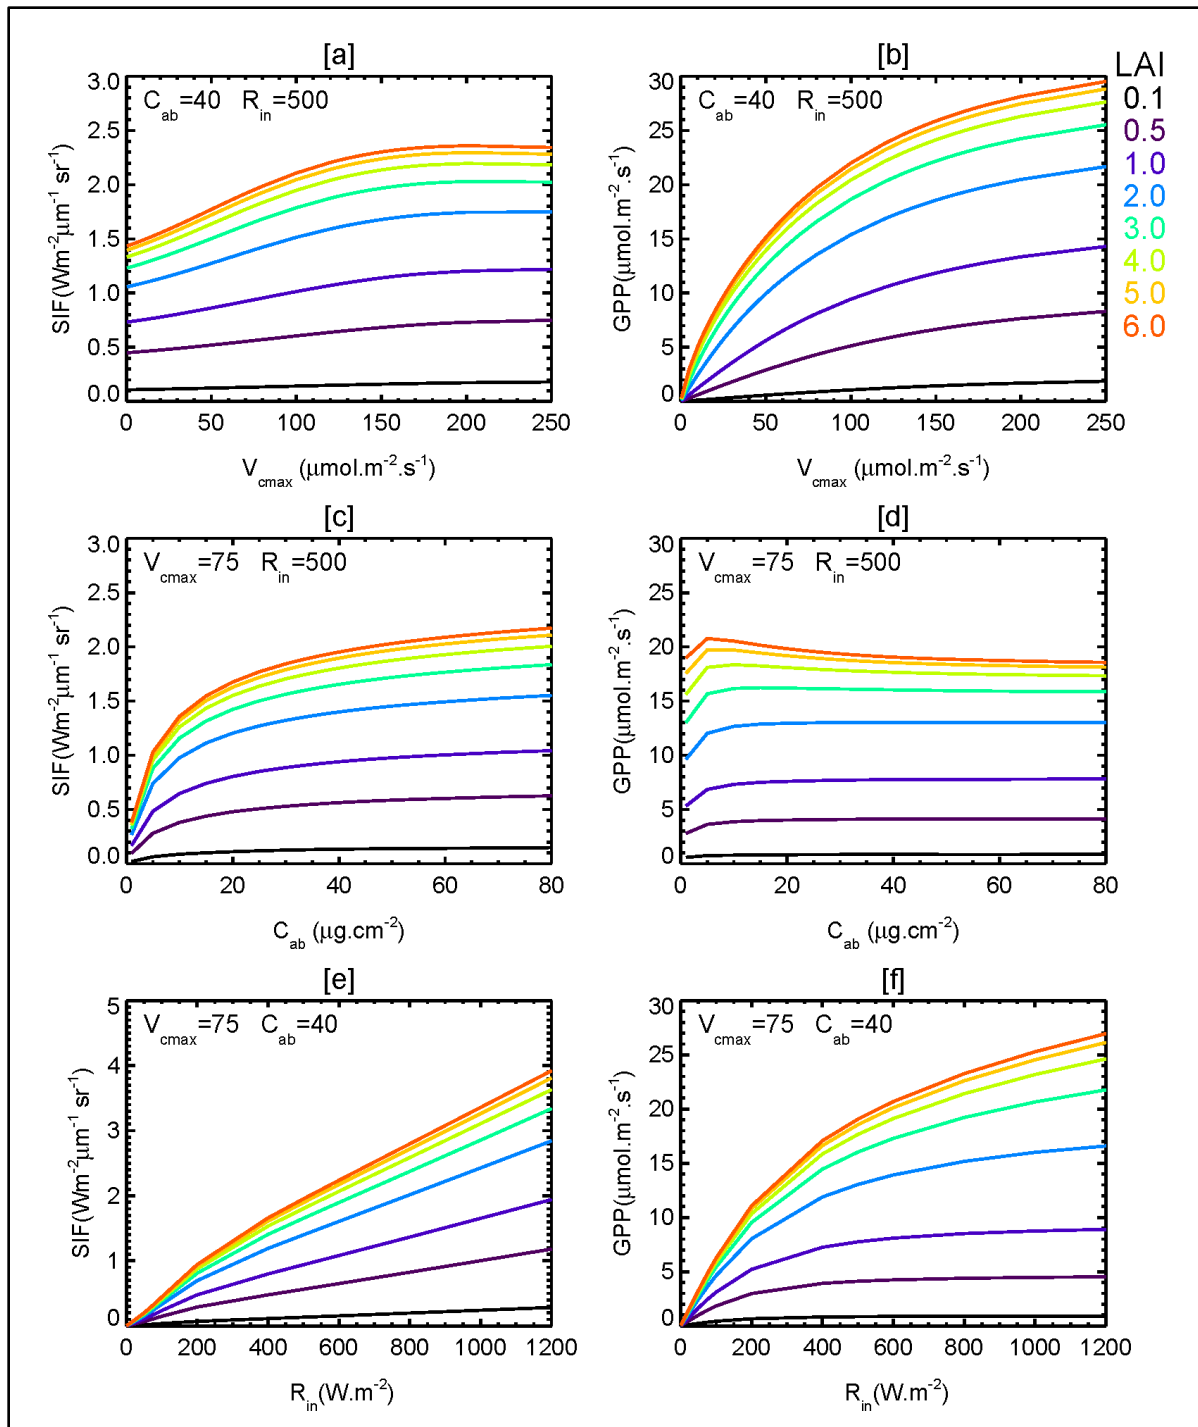 [a]
C_ab=40 R_in=500
3.0
2.5
2.0
1.5
1.0
0.5
0.0
SIF(Wm⁻²μm⁻¹ sr⁻¹)
0 50 100 150 200 250
V_cmax (μmol.m⁻².s⁻¹)
[b]
C_ab=40 R_in=500
30
25
20
15
10
5
0
GPP(μmol.m⁻².s⁻¹)
0 50 100 150 200 250
V_cmax (μmol.m⁻².s⁻¹)
LAI
0.1
0.5
1.0
2.0
3.0
4.0
5.0
6.0
[c]
V_cmax=75 R_in=500
3.0
2.5
2.0
1.5
1.0
0.5
0.0
SIF(Wm⁻²μm⁻¹ sr⁻¹)
0 20 40 60 80
C_ab (μg.cm⁻²)
[d]
V_cmax=75 R_in=500
30
25
20
15
10
5
0
GPP(μmol.m⁻².s⁻¹)
0 20 40 60 80
C_ab (μg.cm⁻²)
[e]
V_cmax=75 C_ab=40
5
4
3
2
1
0
SIF(Wm⁻²μm⁻¹ sr⁻¹)
0 200 400 600 800 1000 1200
R_in(W.m⁻²)
[f]
V_cmax=75 C_ab=40
30
25
20
15
10
5
0
GPP(μmol.m⁻².s⁻¹)
0 200 400 600 800 1000 1200
R_in(W.m⁻²)